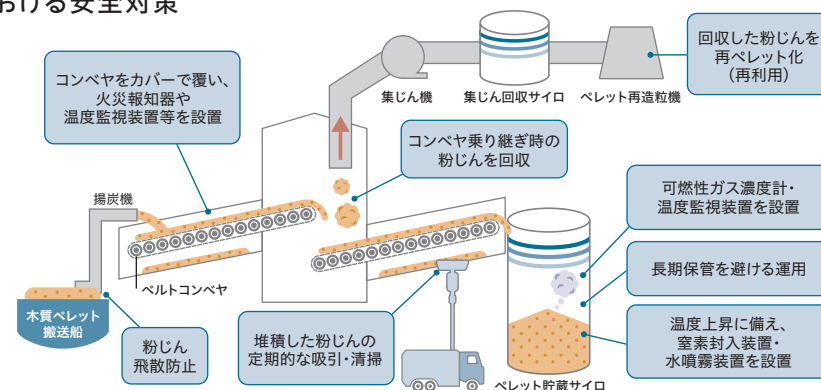 おける安全対策
コンベヤをカバーで覆い、
火災報知器や
温度監視装置等を設置
集じん機
集じん回収サイロ
ペレット再造粒機
回収した粉じんを
再ペレット化
(再利用)
コンベヤ乗り継ぎ時の
粉じんを回収
揚炭機
可燃性ガス濃度計・
温度監視装置を設置
ベルトコンベヤ
長期保管を避ける運用
木質ペレット
搬送船
粉じん
飛散防止
堆積した粉じんの
定期的な吸引・清掃
温度上昇に備え、
窒素封入装置・
水噴霧装置を設置
ペレット貯蔵サイロ